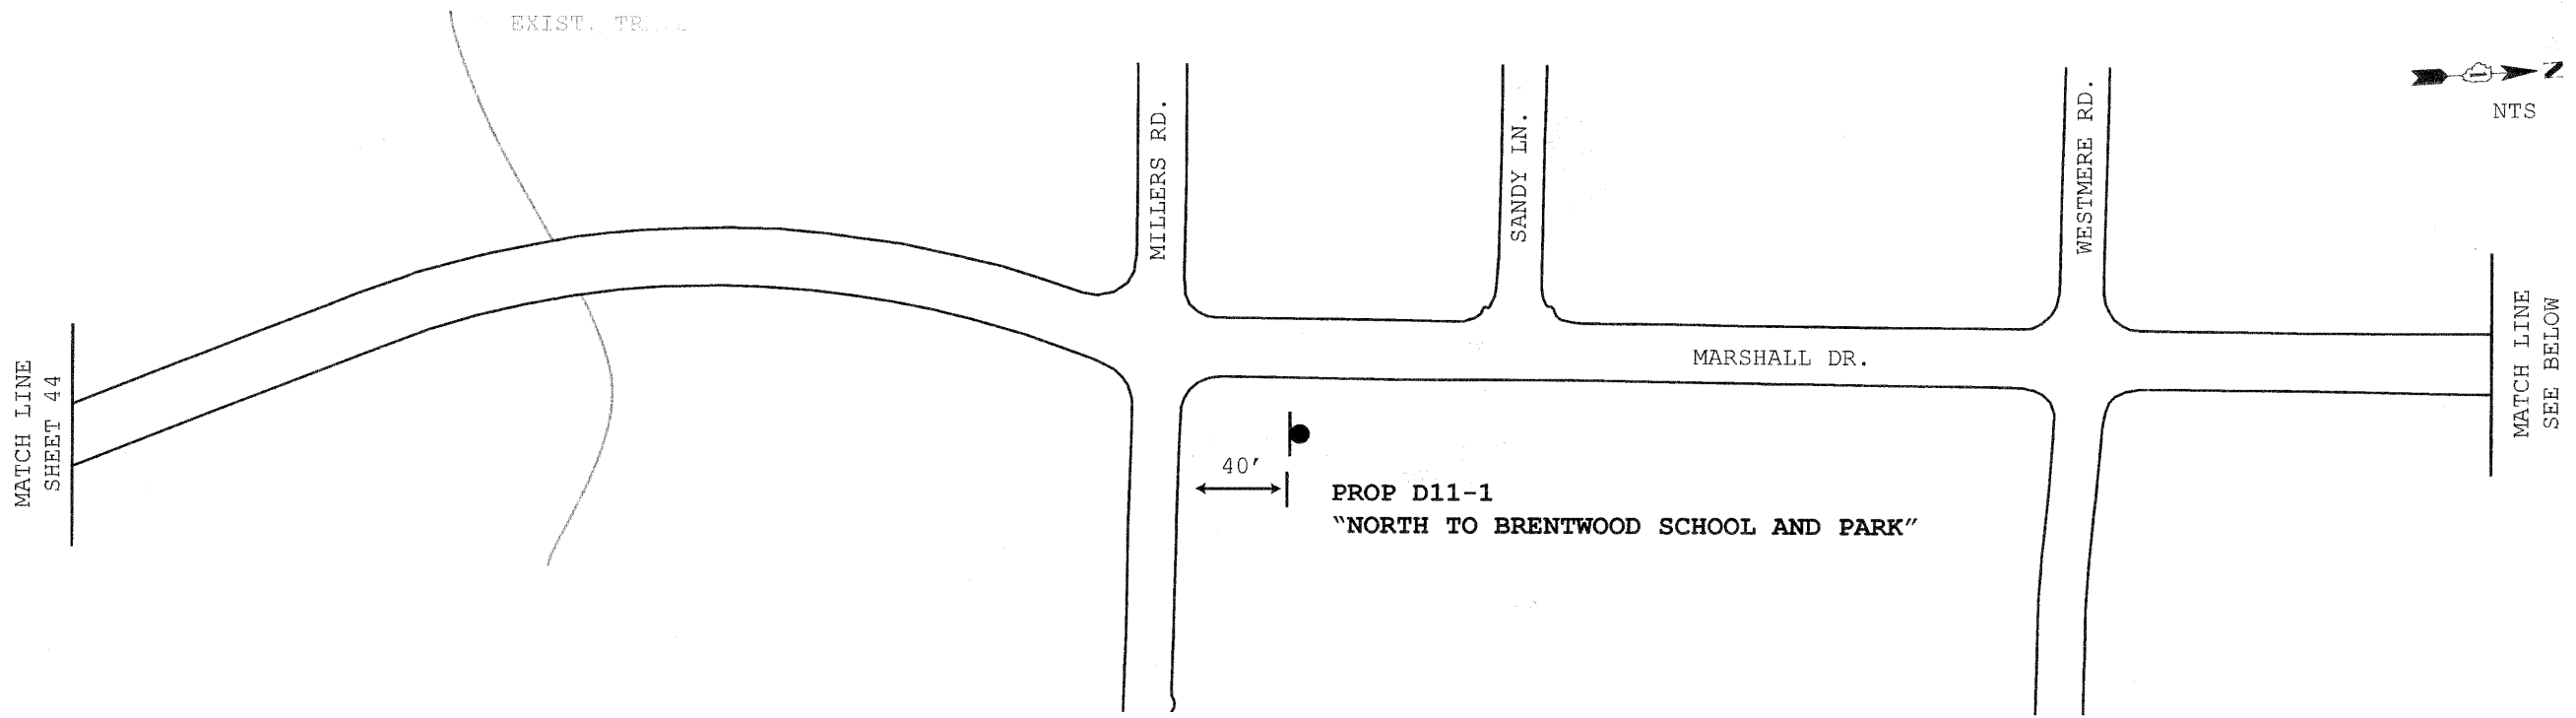 EXIST.
N
NTS
MILLERS RD.
SANDY LN.
WESTMERE RD.
MATCH LINE
SHEET 44
MARSHALL DR.
MATCH LINE
SEE BELOW
40'
PROP D11-1
"NORTH TO BRENTWOOD SCHOOL AND PARK"